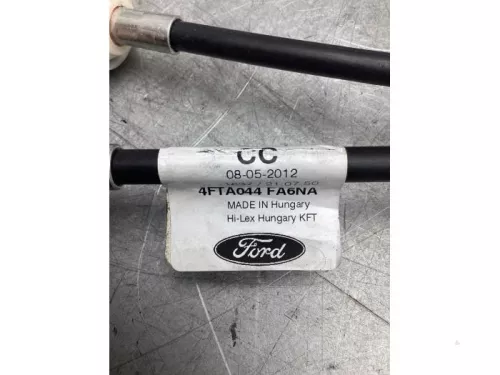 CC
08-05-2012
4FTA044 FA6NA
MADE IN Hungary
Hi-Lex Hungary KFT
Ford